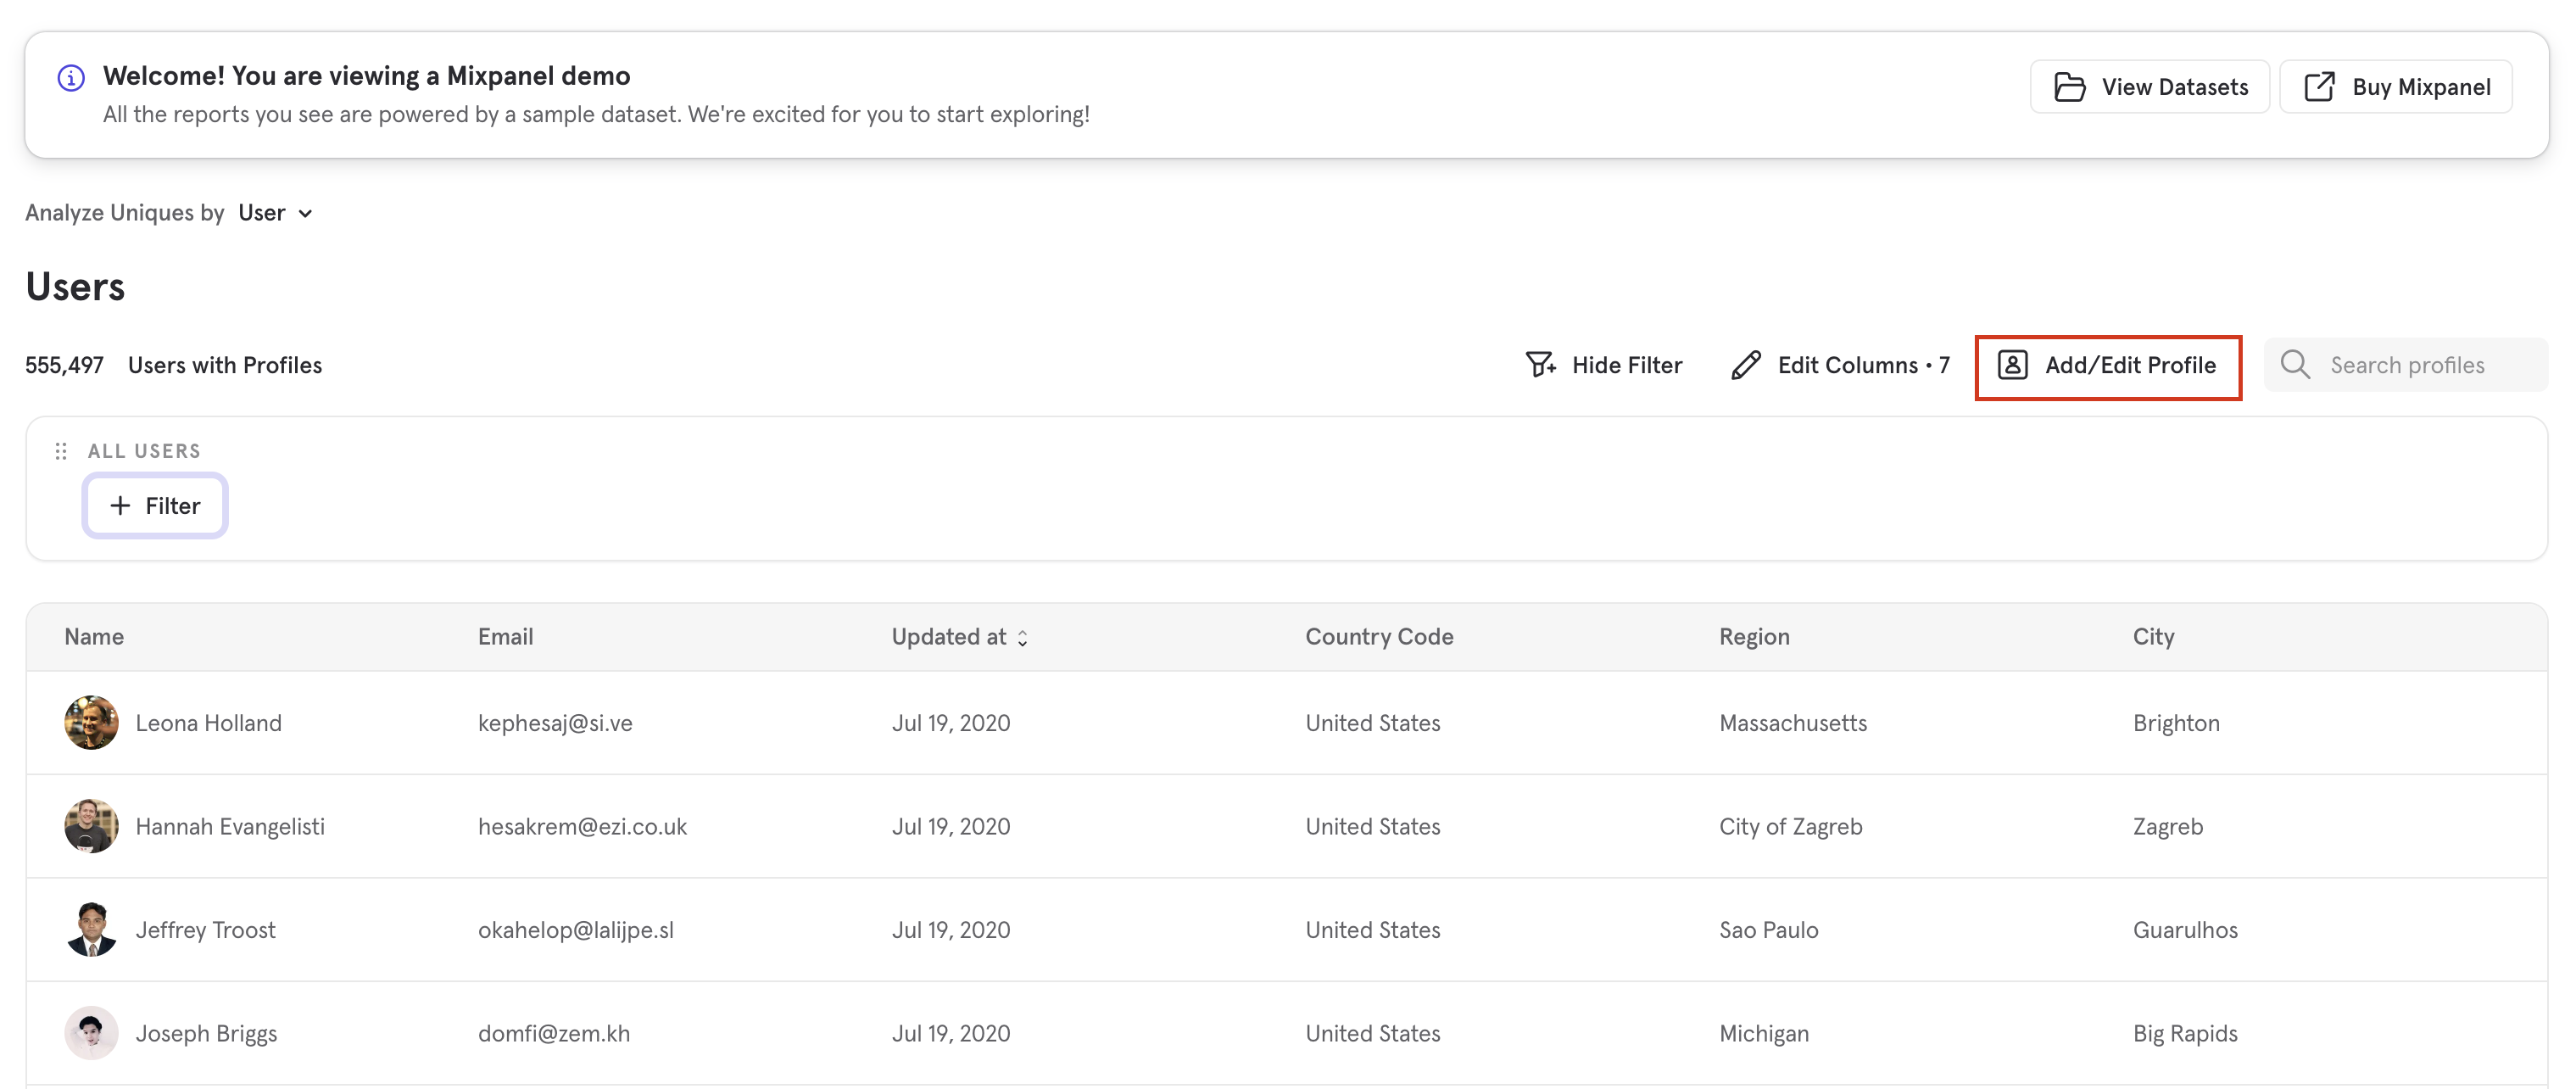 Welcome! You are viewing a Mixpanel demo
All the reports you see are powered by a sample dataset. We're excited for you to start exploring!
View Datasets
Buy Mixpanel
Analyze Uniques by User
Users
555,497 Users with Profiles
Hide Filter
Edit Columns • 7
Add/Edit Profile
Search profiles
ALL USERS
+ Filter
Name Email Updated at Country Code Region City
Leona Holland kephesaj@si.ve Jul 19, 2020 United States Massachusetts Brighton
Hannah Evangelisti hesakrem@ezi.co.uk Jul 19, 2020 United States City of Zagreb Zagreb
Jeffrey Troost okahelop@lalijpe.sl Jul 19, 2020 United States Sao Paulo Guarulhos
Joseph Briggs domfi@zem.kh Jul 19, 2020 United States Michigan Big Rapids